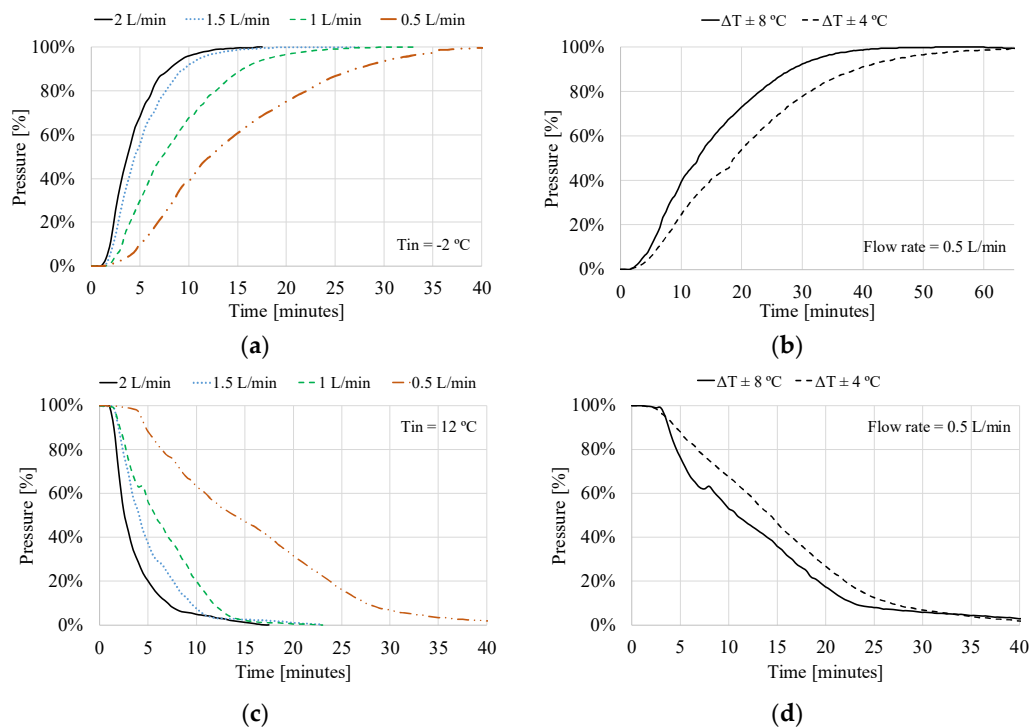 2 L/min 1.5 L/min 1 L/min 0.5 L/min
100%
80%
60%
40%
20%
0%
Pressure [%]
Tin = -2 ºC
0 5 10 15 20 25 30 35 40
Time [minutes]
(a)
ΔT ± 8 ºC ΔT ± 4 ºC
100%
80%
60%
40%
20%
0%
Pressure [%]
Flow rate = 0.5 L/min
0 10 20 30 40 50 60
Time [minutes]
(b)
2 L/min 1.5 L/min 1 L/min 0.5 L/min
100%
80%
60%
40%
20%
0%
Pressure [%]
Tin = 12 ºC
0 5 10 15 20 25 30 35 40
Time [minutes]
(c)
ΔT ± 8 ºC ΔT ± 4 ºC
100%
80%
60%
40%
20%
0%
Pressure [%]
Flow rate = 0.5 L/min
0 5 10 15 20 25 30 35 40
Time [minutes]
(d)